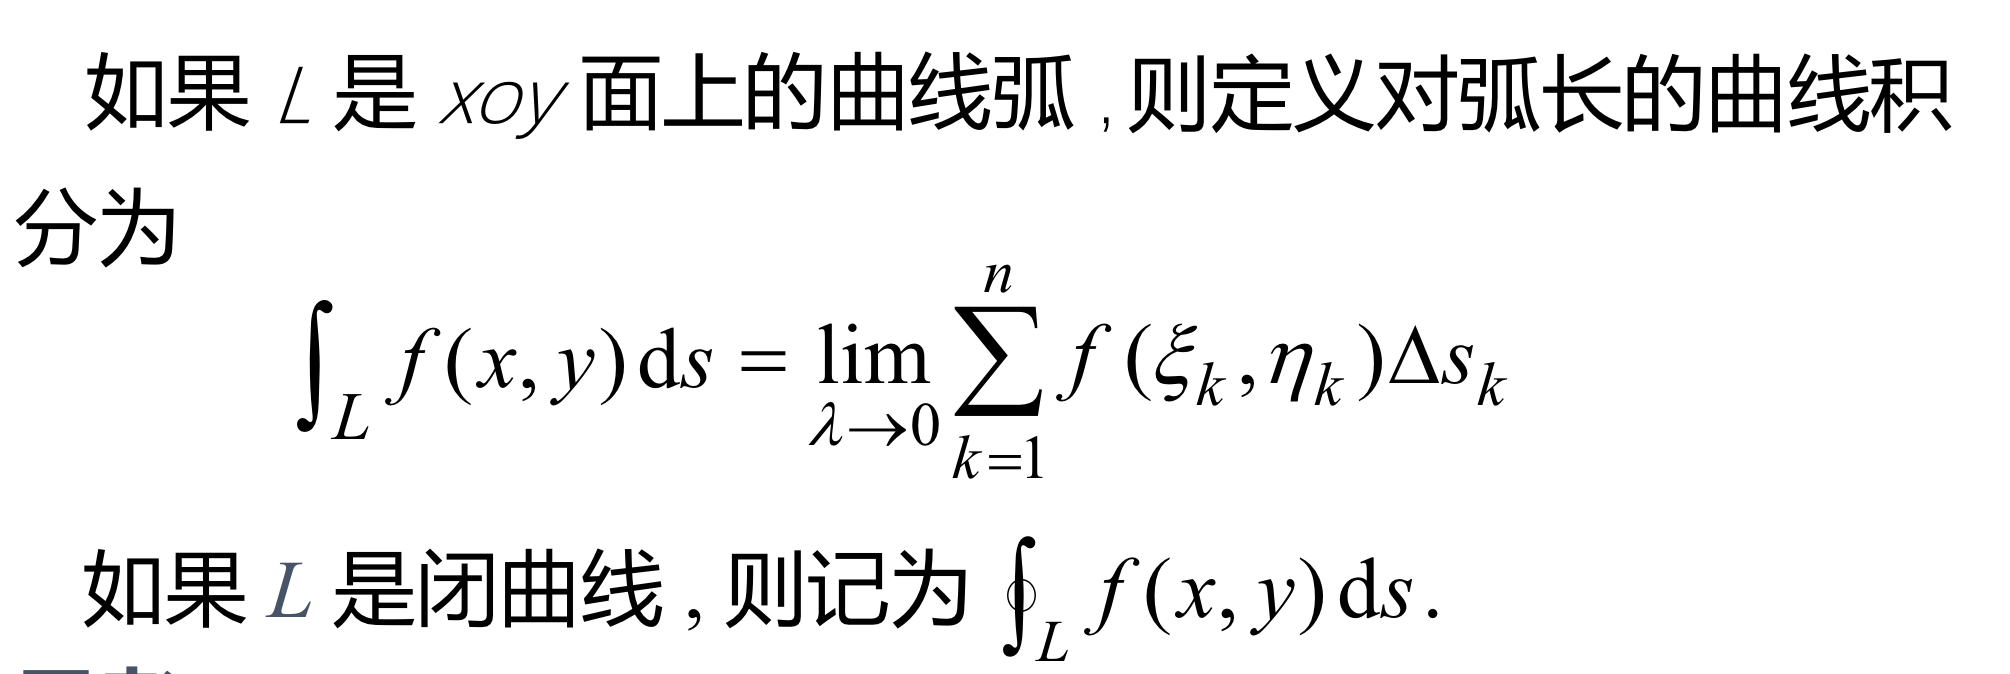 如果 L 是 xoy 面上的曲线弧 , 则定义对弧长的曲线积
分为
∫_L f(x, y) ds = lim_{λ→0} ∑_{k=1}^{n} f(ξ_k, η_k)Δs_k
如果 L 是闭曲线 , 则记为 ∮_L f(x, y) ds .